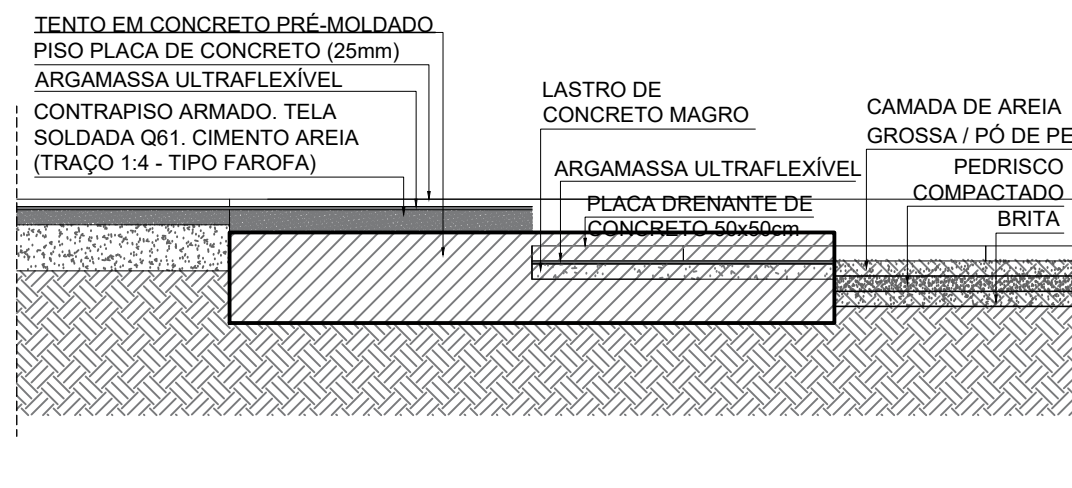 TENTO EM CONCRETO PRÉ-MOLDADO
PISO PLACA DE CONCRETO (25mm)
ARGAMASSA ULTRAFLEXÍVEL
CONTRAPISO ARMADO. TELA
SOLDADA Q61. CIMENTO AREIA
(TRAÇO 1:4 - TIPO FAROFA)
LASTRO DE
CONCRETO MAGRO
ARGAMASSA ULTRAFLEXÍVEL
PLACA DRENANTE DE
CONCRETO 50x50cm
CAMADA DE AREIA
GROSSA / PÓ DE PE
PEDRISCO
COMPACTADO
BRITA